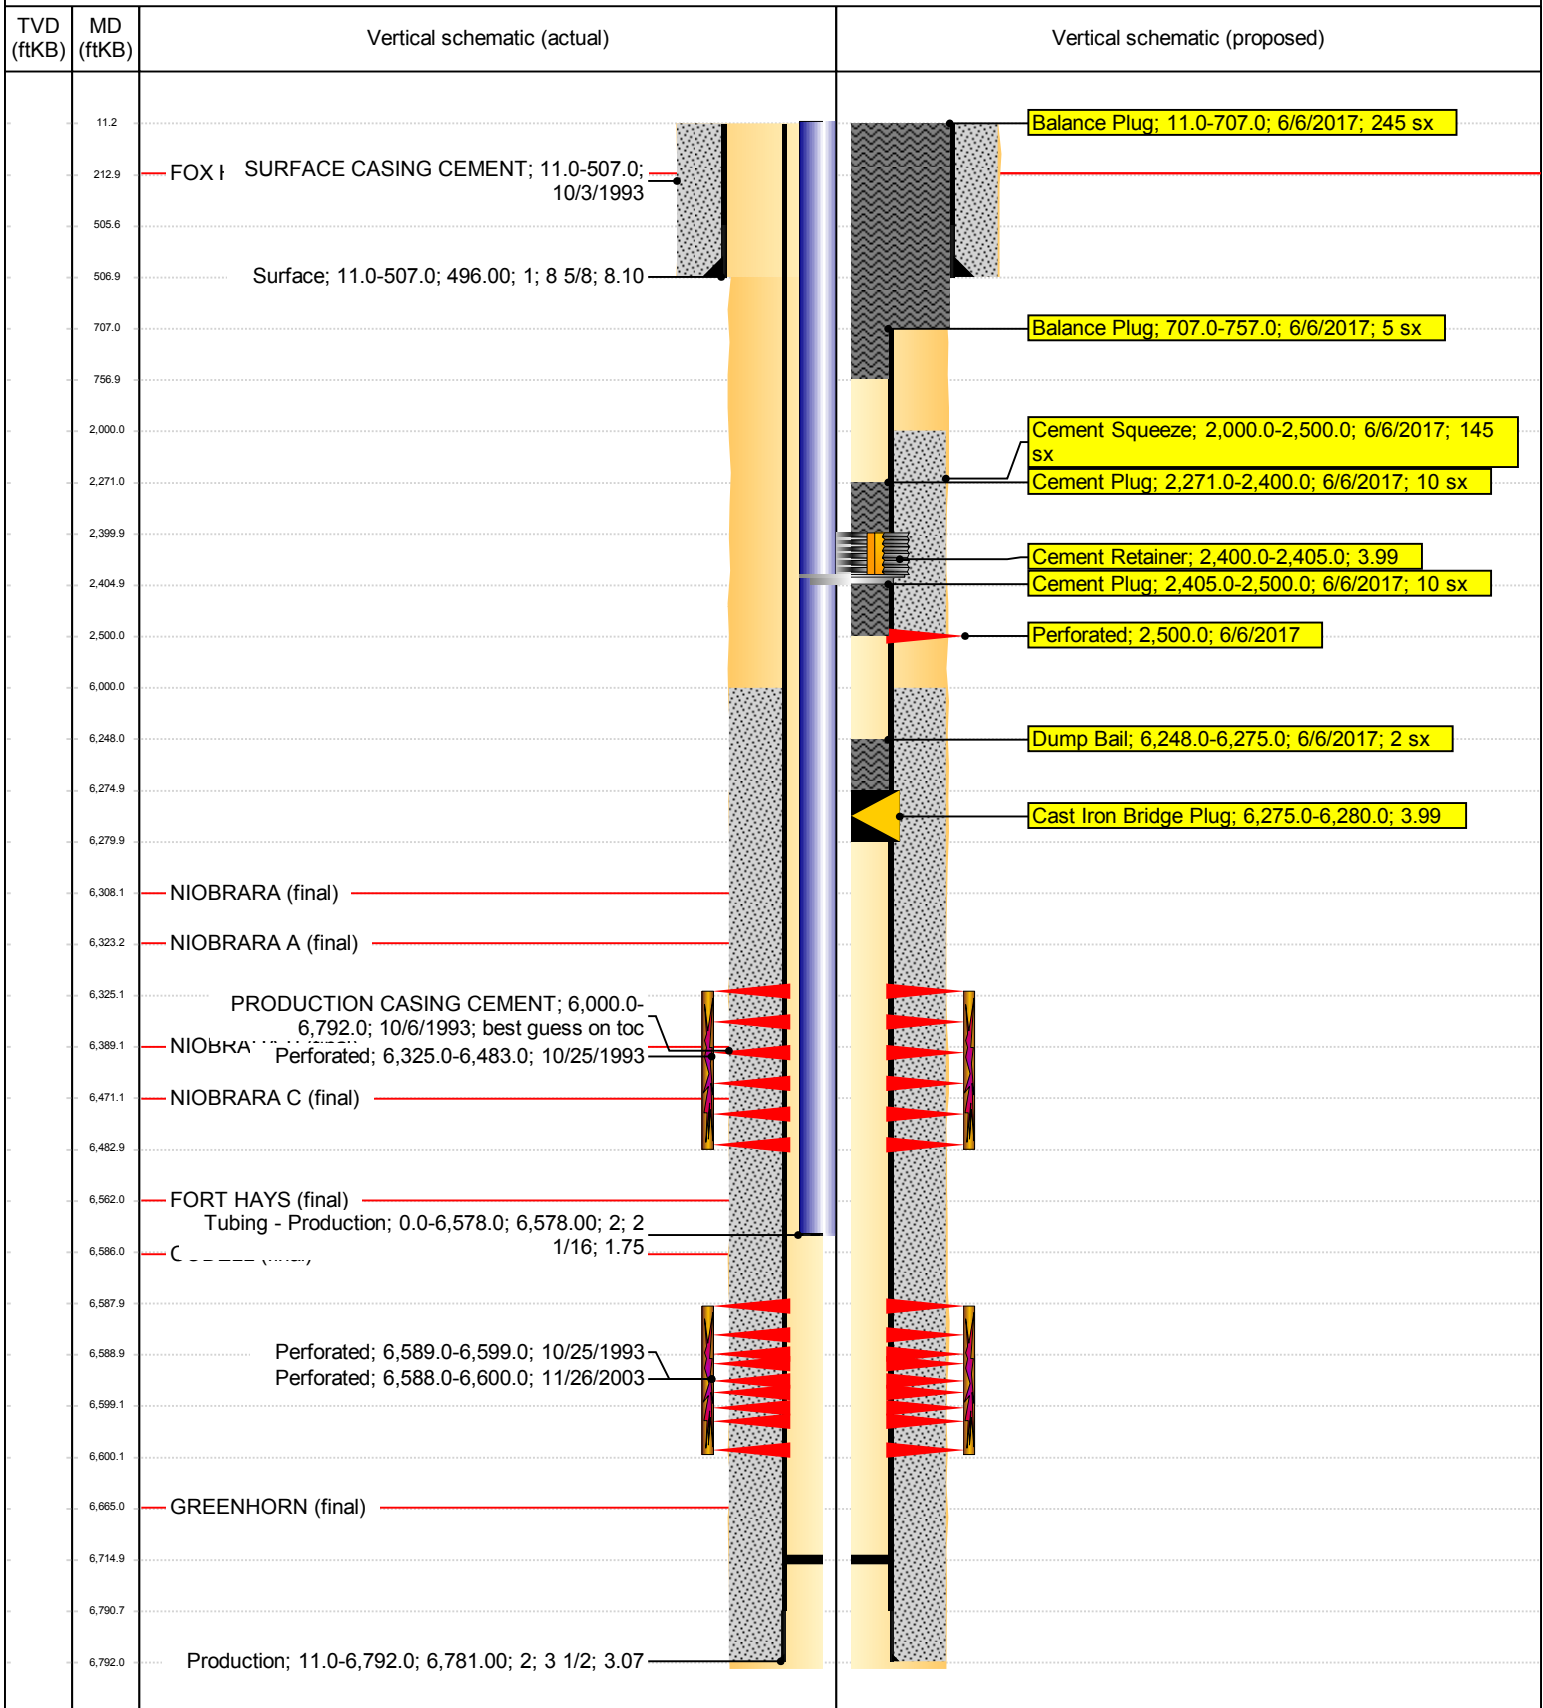 TVD (ftKB)
MD (ftKB)
Vertical schematic (actual)
Vertical schematic (proposed)
11.2
Balance Plug; 11.0-707.0; 6/6/2017; 245 sx
212.9
FOX
SURFACE CASING CEMENT; 11.0-507.0;
10/3/1993
505.6
506.9
Surface; 11.0-507.0; 496.00; 1; 8 5/8; 8.10
707.0
Balance Plug; 707.0-757.0; 6/6/2017; 5 sx
756.9
2,000.0
Cement Squeeze; 2,000.0-2,500.0; 6/6/2017; 145
sx
2,271.0
Cement Plug; 2,271.0-2,400.0; 6/6/2017; 10 sx
2,399.9
Cement Retainer; 2,400.0-2,405.0; 3.99
2,404.9
Cement Plug; 2,405.0-2,500.0; 6/6/2017; 10 sx
2,500.0
Perforated; 2,500.0; 6/6/2017
6,000.0
6,248.0
Dump Bail; 6,248.0-6,275.0; 6/6/2017; 2 sx
6,274.9
Cast Iron Bridge Plug; 6,275.0-6,280.0; 3.99
6,279.9
6,308.1
NIOBRARA (final)
6,323.2
NIOBRARA A (final)
6,325.1
PRODUCTION CASING CEMENT; 6,000.0-
6,792.0; 10/6/1993; best guess on toc
6,389.1
Perforated; 6,325.0-6,483.0; 10/25/1993
6,471.1
NIOBRARA C (final)
6,482.9
6,562.0
FORT HAYS (final)
Tubing - Production; 0.0-6,578.0; 6,578.00; 2; 2
1/16; 1.75
6,586.0
6,587.9
6,588.9
Perforated; 6,589.0-6,599.0; 10/25/1993
Perforated; 6,588.0-6,600.0; 11/26/2003
6,599.1
6,600.1
6,665.0
GREENHORN (final)
6,714.9
6,790.7
6,792.0
Production; 11.0-6,792.0; 6,781.00; 2; 3 1/2; 3.07